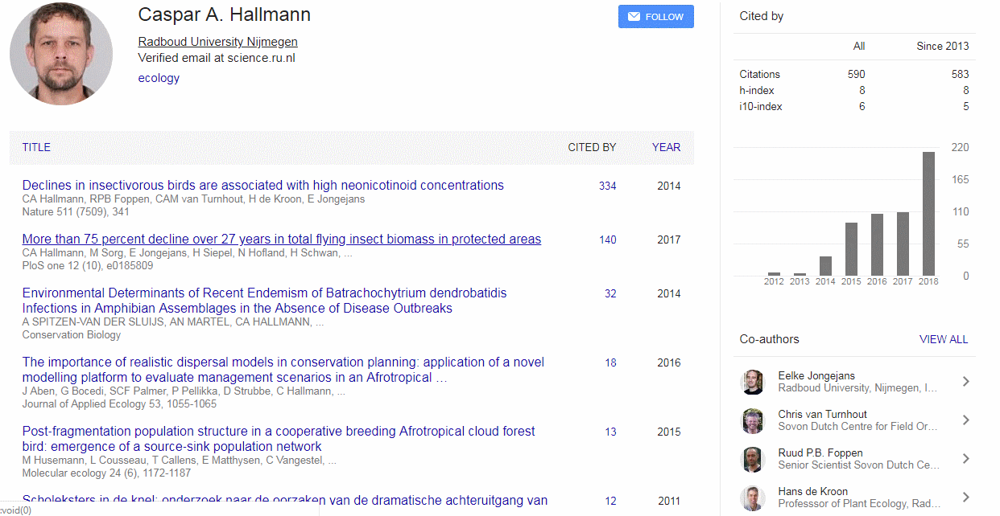 Caspar A. Hallmann
FOLLOW
Radboud University Nijmegen
Verified email at science.ru.nl
ecology
TITLE CITED BY YEAR
Declines in insectivorous birds are associated with high neonicotinoid concentrations 334 2014
CA Hallmann, RPB Foppen, CAM van Turnhout, H de Kroon, E Jongejans
Nature 511 (7509), 341
More than 75 percent decline over 27 years in total flying insect biomass in protected areas 140 2017
CA Hallmann, M Sorg, E Jongejans, H Siepel, N Hofland, H Schwan, ...
PloS one 12 (10), e0185809
Environmental Determinants of Recent Endemism of Batrachochytrium dendrobatidis 32 2014
Infections in Amphibian Assemblages in the Absence of Disease Outbreaks
A SPITZEN-VAN DER SLUIJS, AN MARTEL, CA HALLMANN, ...
Conservation Biology
The importance of realistic dispersal models in conservation planning: application of a novel 18 2016
modelling platform to evaluate management scenarios in an Afrotropical …
J Aben, G Bocedi, SCF Palmer, P Pellikka, D Strubbe, C Hallmann, ...
Journal of Applied Ecology 53, 1055-1065
Post-fragmentation population structure in a cooperative breeding Afrotropical cloud forest 13 2015
bird: emergence of a source-sink population network
M Husemann, L Cousseau, T Callens, E Matthysen, C Vangestel, ...
Molecular ecology 24 (6), 1172-1187
Scholeksters in de knel: onderzoek naar de oorzaken van de dramatische achteruitgang van 12 2011
:void(0)
Cited by
All Since 2013
Citations 590 583
h-index 8 8
i10-index 6 5
220
165
110
55
0
2012 2013 2014 2015 2016 2017 2018
Co-authors VIEW ALL
Eelke Jongejans
Radboud University, Nijmegen, I…
Chris van Turnhout
Sovon Dutch Centre for Field Or…
Ruud P.B. Foppen
Senior Scientist Sovon Dutch Ce…
Hans de Kroon
Professsor of Plant Ecology, Rad…